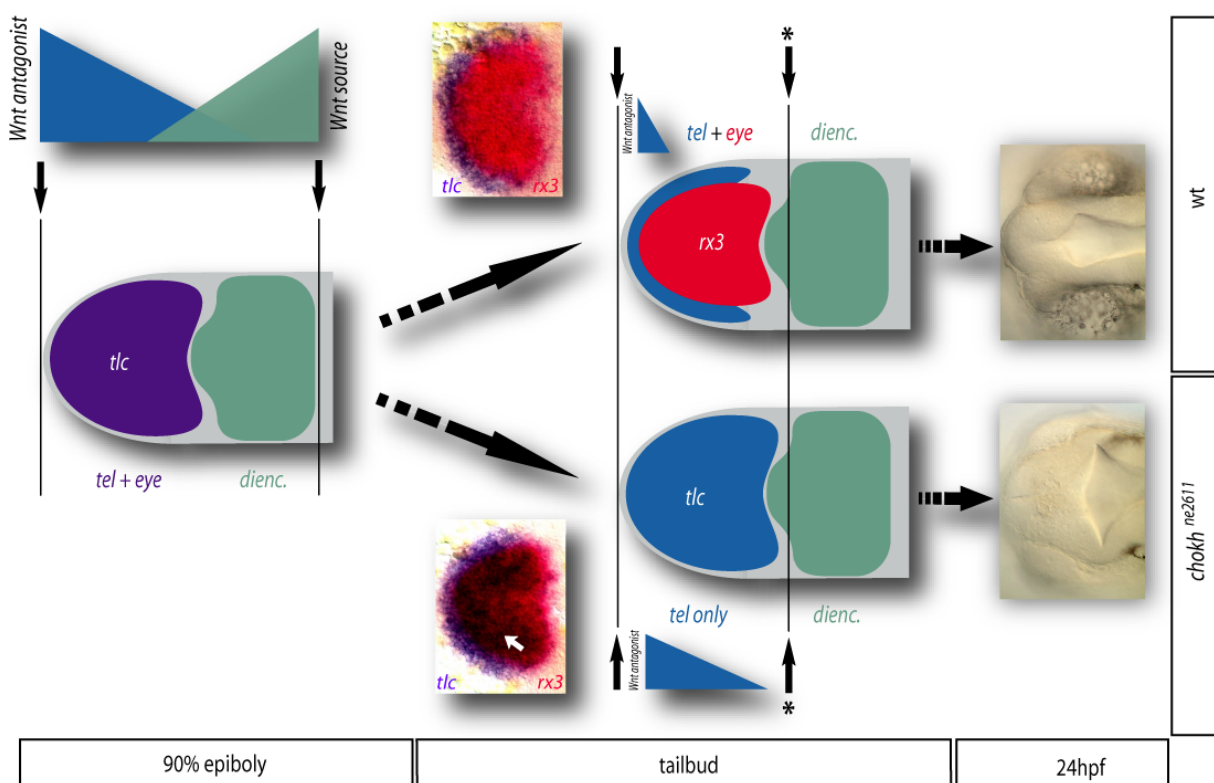 Wnt antagonist
Wnt source
tlc
tel + eye
dienc.
tlc rx3
tlc rx3
*
Wnt antagonist
tel + eye
dienc.
rx3
tlc
tel only
dienc.
Wnt antagonist
*
wt
chokh ne2611
90% epiboly
tailbud
24hpf